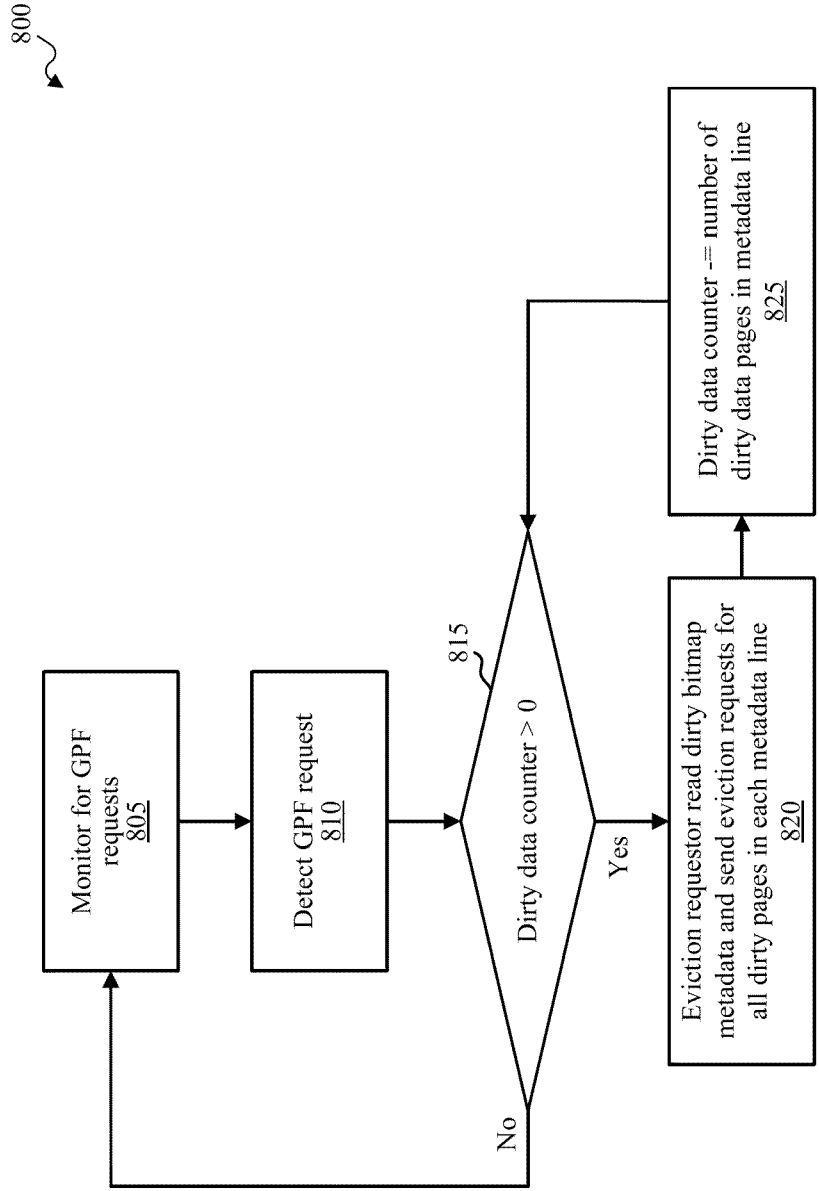 800
Monitor for GPF
requests
805
Detect GPF request
810
815
Dirty data counter > 0
No
Yes
Eviction requestor read dirty bitmap
metadata and send eviction requests for
all dirty pages in each metadata line
820
Dirty data counter -= number of
dirty data pages in metadata line
825